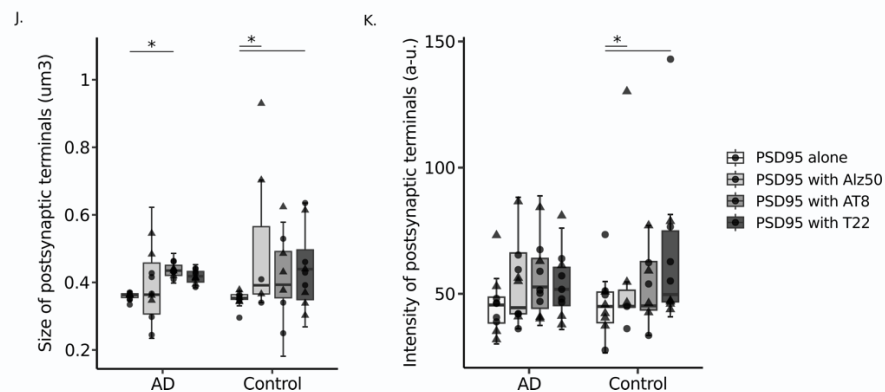 J.
Size of postsynaptic terminals (um3)
1
0.8
0.6
0.4
0.2
*
*
AD
Control
K.
Intensity of postsynaptic terminals (a-u.)
150
100
50
*
AD
Control
PSD95 alone
PSD95 with Alz50
PSD95 with AT8
PSD95 with T22